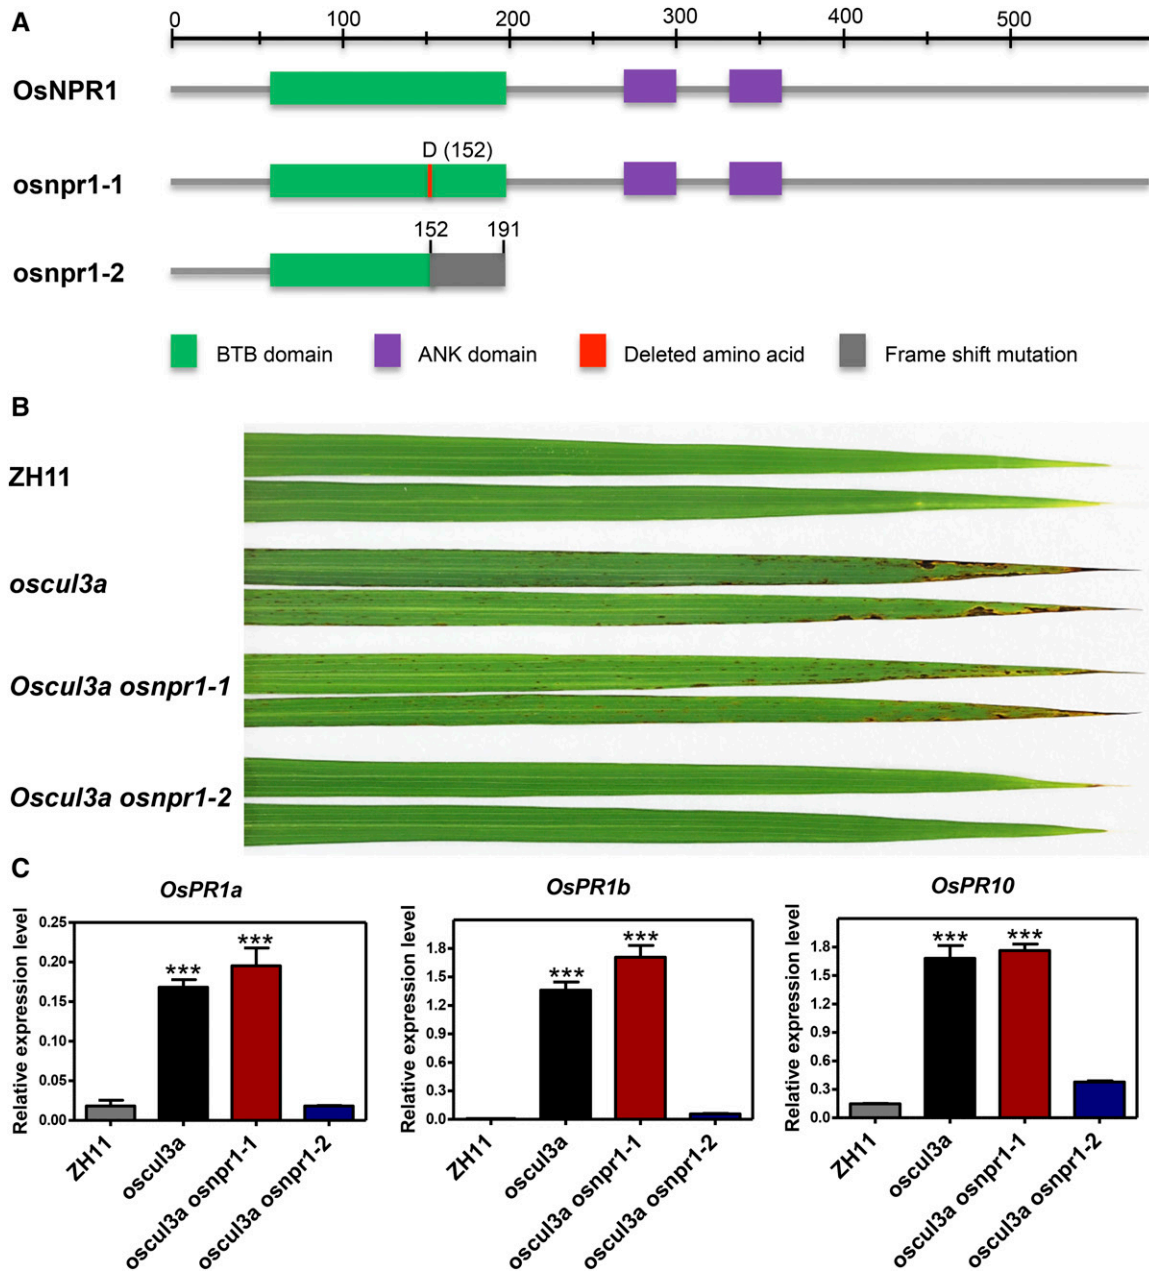 A
0 100 200 300 400 500
OsNPR1
D (152)
osnpr1-1
152 191
osnpr1-2
BTB domain ANK domain Deleted amino acid Frame shift mutation
B
ZH11
oscul3a
Oscul3a osnpr1-1
Oscul3a osnpr1-2
C
OsPR1a
Relative expression level
0.25
0.20
0.15
0.10
0.05
0.00
***
***
ZH11
oscul3a
oscul3a osnpr1-1
oscul3a osnpr1-2
OsPR1b
Relative expression level
1.8
1.5
1.2
0.9
0.6
0.3
0.0
***
***
ZH11
oscul3a
oscul3a osnpr1-1
oscul3a osnpr1-2
OsPR10
Relative expression level
1.8
1.5
1.2
0.9
0.6
0.3
0.0
***
***
ZH11
oscul3a
oscul3a osnpr1-1
oscul3a osnpr1-2